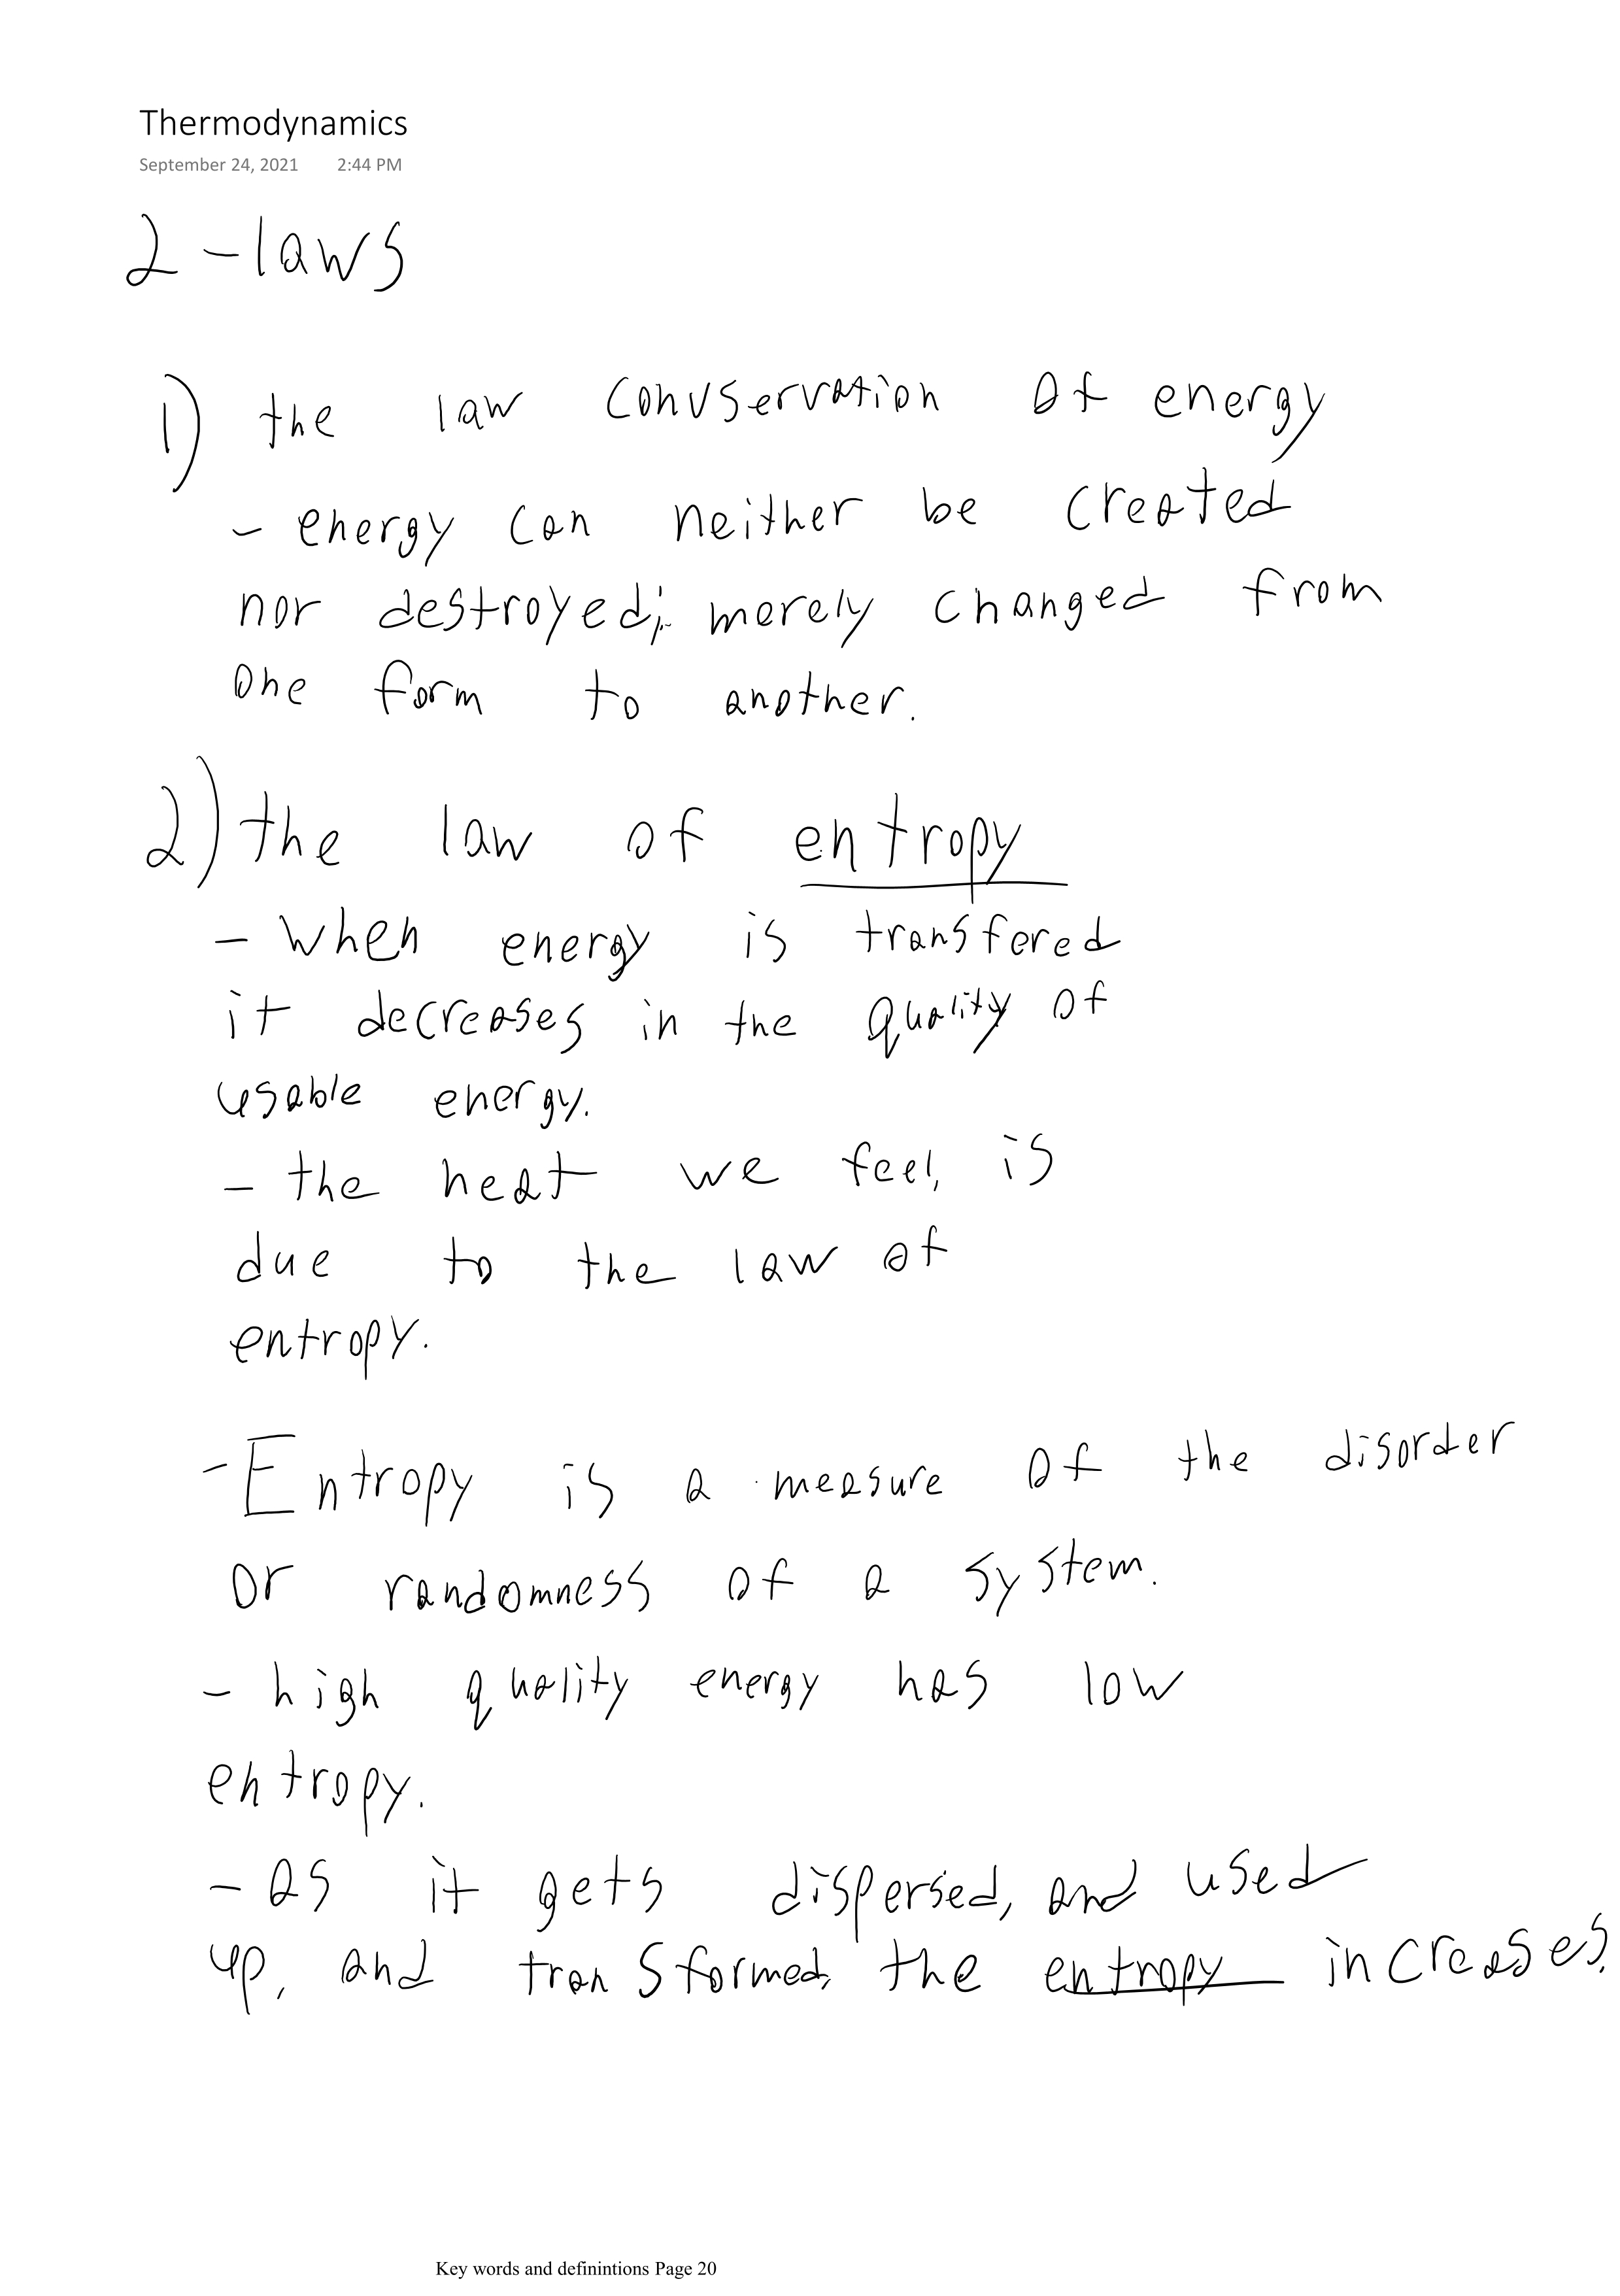 Thermodynamics
September 24, 2021 2:44 PM
2 - laws
1) the law convservation of energy
- energy can neither be created
nor destroyed; merely changed from
one form to another.
2) the law of entropy
- when energy is transfered
it decreases in the quality of
usable energy.
- the heat we feel, is
due to the law of
entropy.
- Entropy is a measure of the disorder
or randomness of a system.
- high quality energy has low
entropy.
- as it gets dispersed, and used
up, and transformed, the entropy increases.
Key words and definintions Page 20